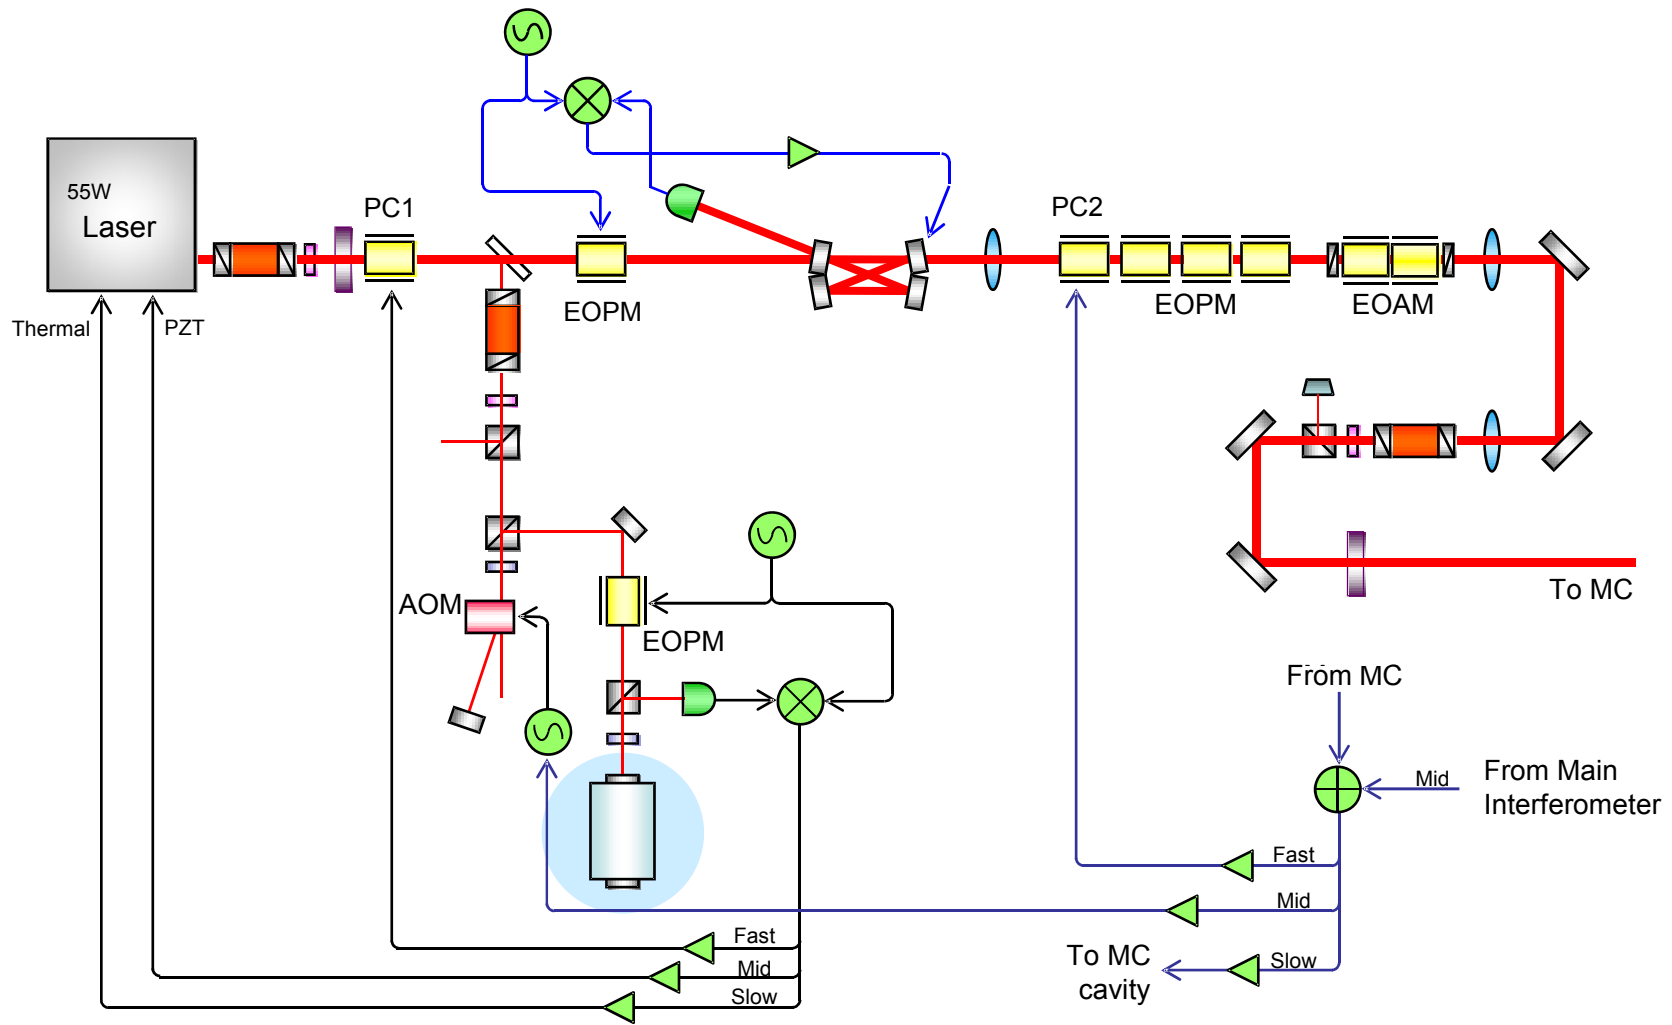 55W
Laser
PC1
PC2
EOPM
EOPM
EOAM
Thermal
PZT
AOM
EOPM
To MC
From MC
Mid
From Main
Interferometer
Fast
Mid
Fast
To MC
cavity
Slow
Mid
Slow